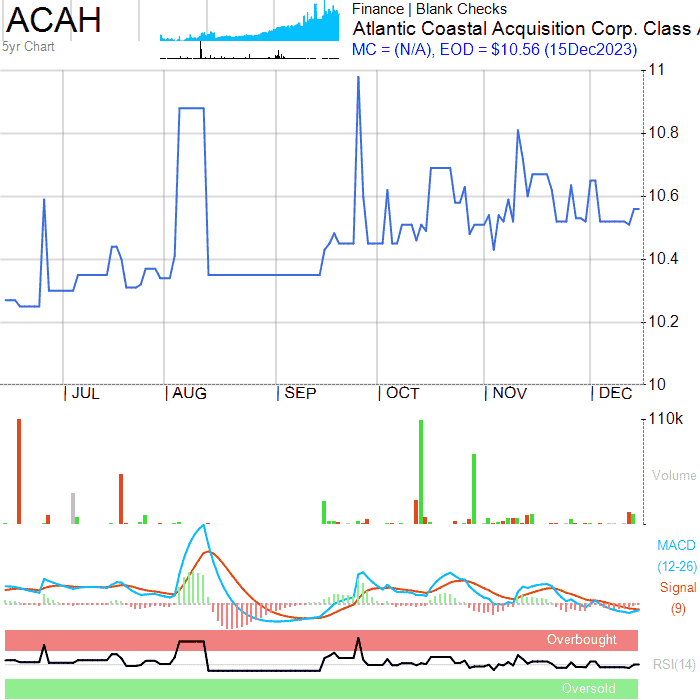 ACAH
5yr Chart
Finance | Blank Checks
Atlantic Coastal Acquisition Corp. Class A
MC = (N/A), EOD = $10.56 (15Dec2023)
11
10.8
10.6
10.4
10.2
10
| JUL | AUG | SEP | OCT | NOV | DEC
110k
Volume
MACD
(12-26)
Signal
(9)
Overbought
RSI(14)
Oversold